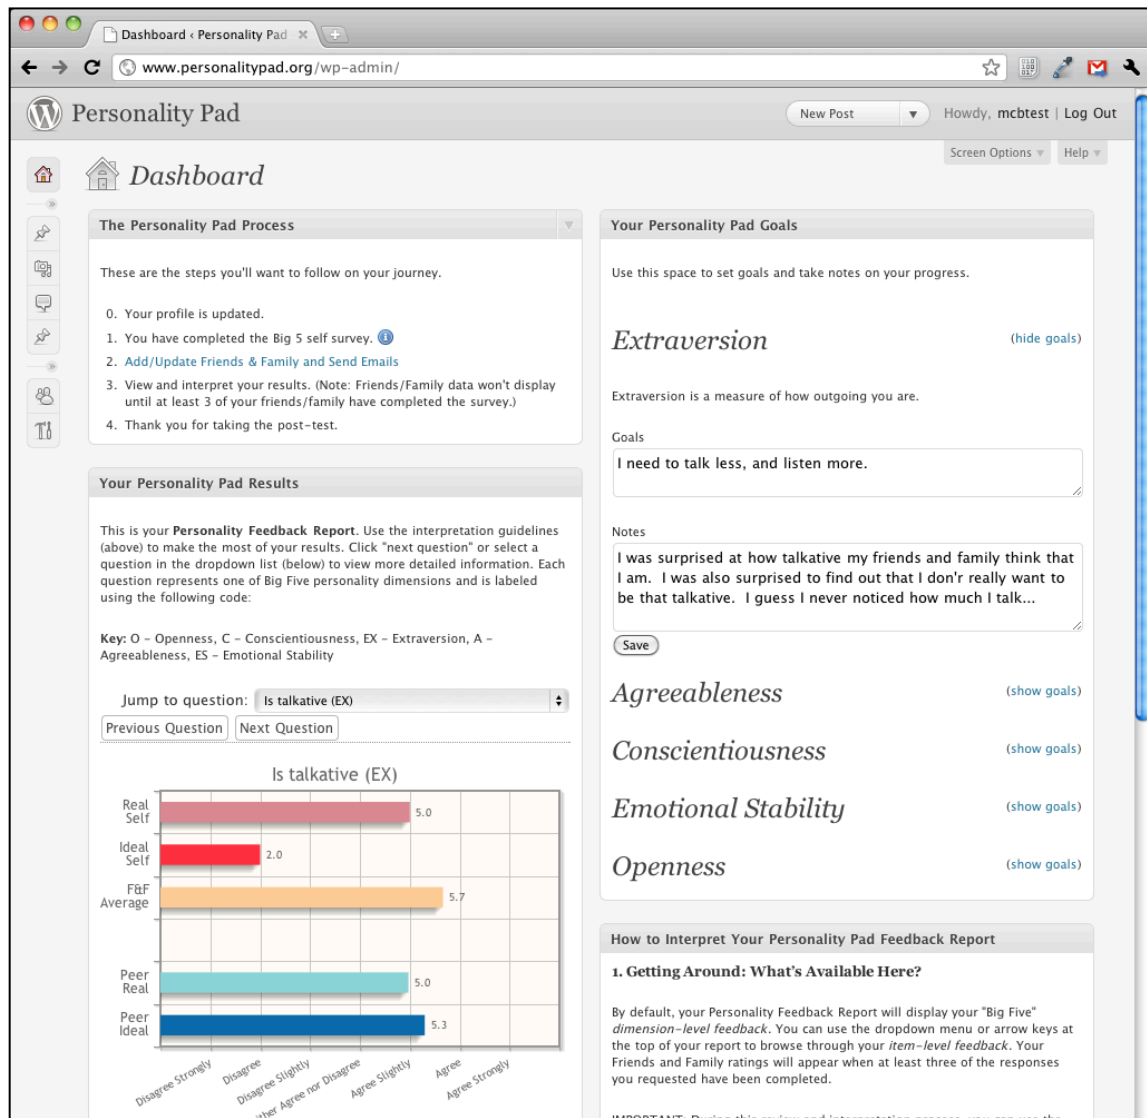 Dashboard ‹ Personality Pad
www.personalitypad.org/wp-admin/
Personality Pad
New Post
Howdy, mcbtest | Log Out
Screen Options
Help
Dashboard
The Personality Pad Process
These are the steps you'll want to follow on your journey.
0. Your profile is updated.
1. You have completed the Big 5 self survey.
2. Add/Update Friends & Family and Send Emails
3. View and interpret your results. (Note: Friends/Family data won't display
until at least 3 of your friends/family have completed the survey.)
4. Thank you for taking the post-test.
Your Personality Pad Results
This is your Personality Feedback Report. Use the interpretation guidelines
(above) to make the most of your results. Click "next question" or select a
question in the dropdown list (below) to view more detailed information. Each
question represents one of Big Five personality dimensions and is labeled
using the following code:
Key: O – Openness, C – Conscientiousness, EX – Extraversion, A –
Agreeableness, ES – Emotional Stability
Jump to question: Is talkative (EX)
Previous Question Next Question
Is talkative (EX)
Real
Self
5.0
Ideal
Self
2.0
F&F
Average
5.7
Peer
Real
5.0
Peer
Ideal
5.3
Disagree Strongly
Disagree
Disagree Slightly
Agree nor Disagree
Agree Slightly
Agree
Agree Strongly
Your Personality Pad Goals
Use this space to set goals and take notes on your progress.
Extraversion
(hide goals)
Extraversion is a measure of how outgoing you are.
Goals
I need to talk less, and listen more.
Notes
I was surprised at how talkative my friends and family think that
I am. I was also surprised to find out that I don'r really want to
be that talkative. I guess I never noticed how much I talk...
Save
Agreeableness
(show goals)
Conscientiousness
(show goals)
Emotional Stability
(show goals)
Openness
(show goals)
How to Interpret Your Personality Pad Feedback Report
1. Getting Around: What's Available Here?
By default, your Personality Feedback Report will display your "Big Five"
dimension-level feedback. You can use the dropdown menu or arrow keys at
the top of your report to browse through your item-level feedback. Your
Friends and Family ratings will appear when at least three of the responses
you requested have been completed.
IMPORTANT: During this review and interpretation process, you can use the